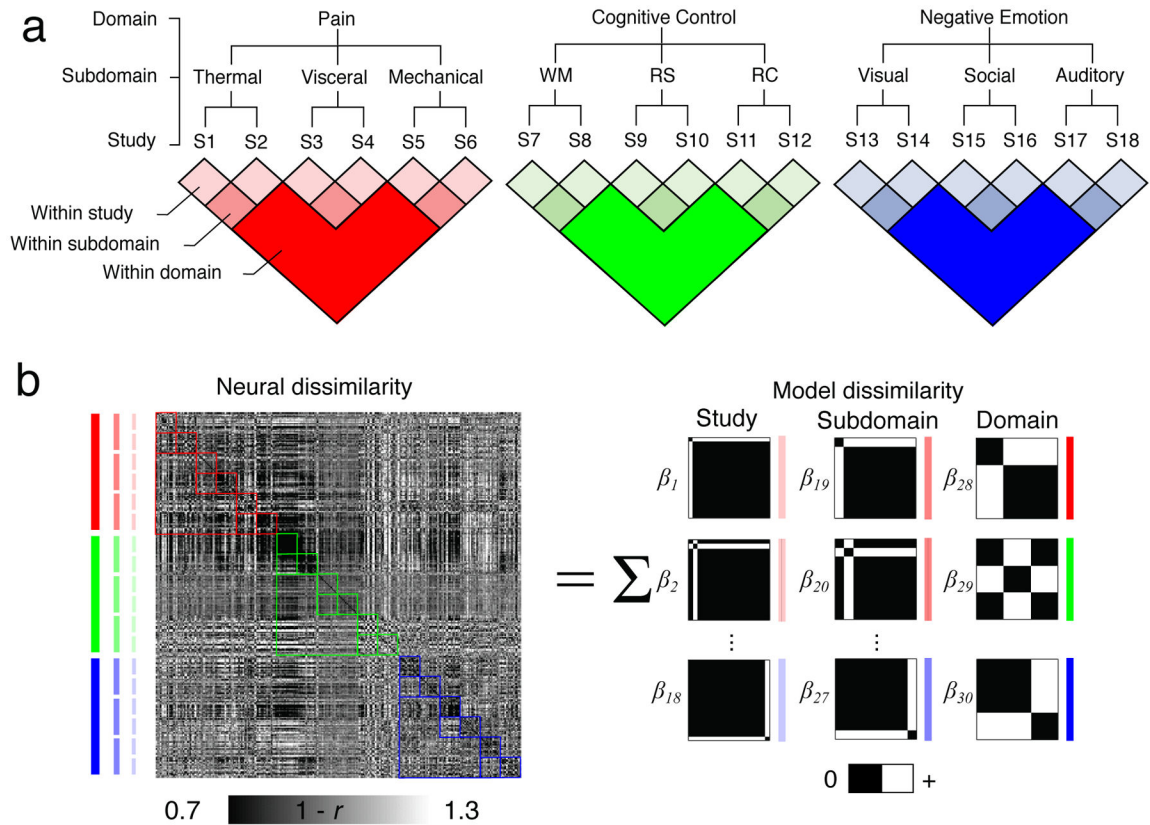 a
Domain
Pain
Cognitive Control
Negative Emotion
Subdomain
Thermal
Visceral
Mechanical
WM
RS
RC
Visual
Social
Auditory
Study
S1 S2 S3 S4 S5 S6 S7 S8 S9 S10 S11 S12 S13 S14 S15 S16 S17 S18
Within study
Within subdomain
Within domain
b
Neural dissimilarity
0.7
1 - r
1.3
= Σ
Model dissimilarity
Study
Subdomain
Domain
β1
β19
β28
β2
β20
β29
...
...
β18
β27
β30
0
+